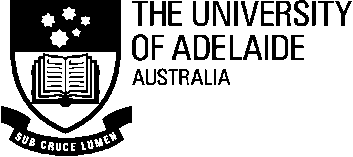 THE UNIVERSITY
OF ADELAIDE
AUSTRALIA
SUB CRUCE LUMEN